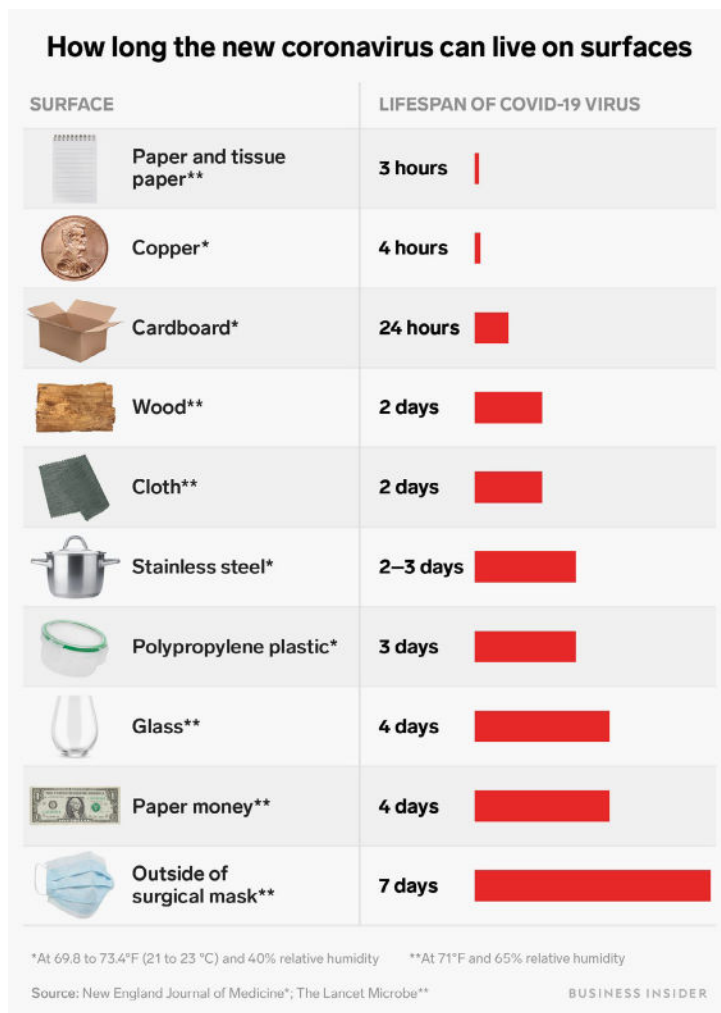 How long the new coronavirus can live on surfaces
SURFACE
LIFESPAN OF COVID-19 VIRUS
Paper and tissue
paper**
3 hours
Copper*
4 hours
Cardboard*
24 hours
Wood**
2 days
Cloth**
2 days
Stainless steel*
2–3 days
Polypropylene plastic*
3 days
Glass**
4 days
Paper money**
4 days
Outside of
surgical mask**
7 days
*At 69.8 to 73.4°F (21 to 23 °C) and 40% relative humidity
**At 71°F and 65% relative humidity
Source: New England Journal of Medicine*; The Lancet Microbe**
BUSINESS INSIDER